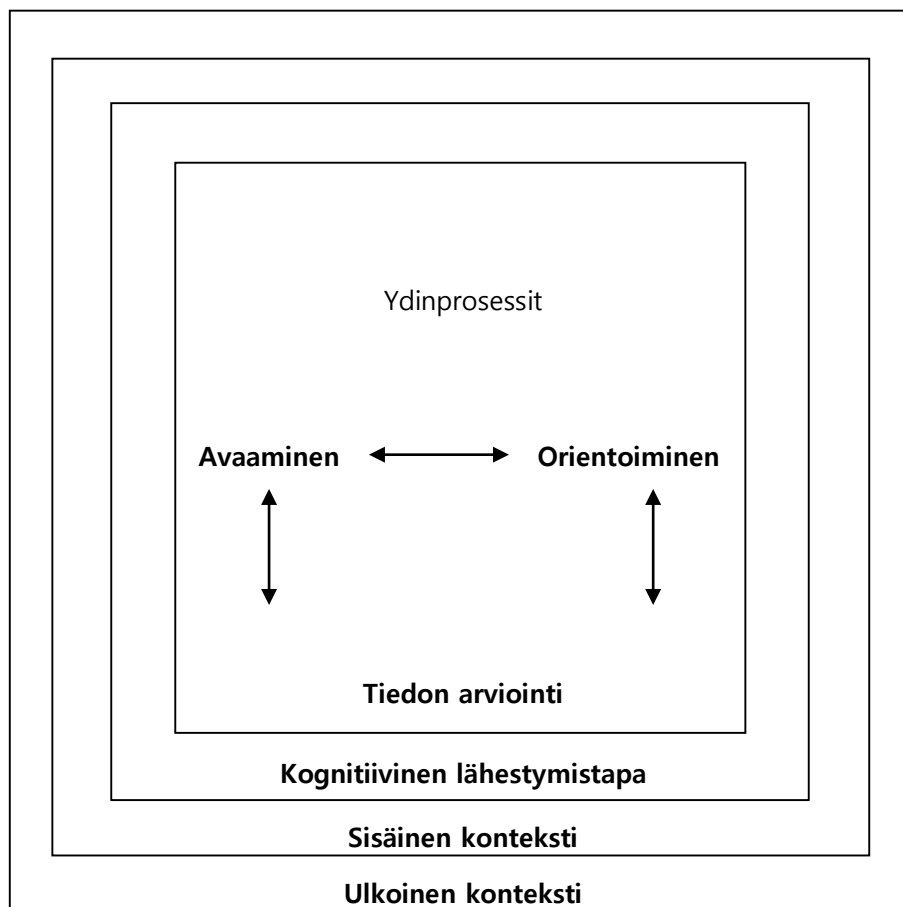 Ydinprosessit
Avaaminen
Orientoiminen
Tiedon arviointi
Kognitiivinen lähestymistapa
Sisäinen konteksti
Ulkoinen konteksti